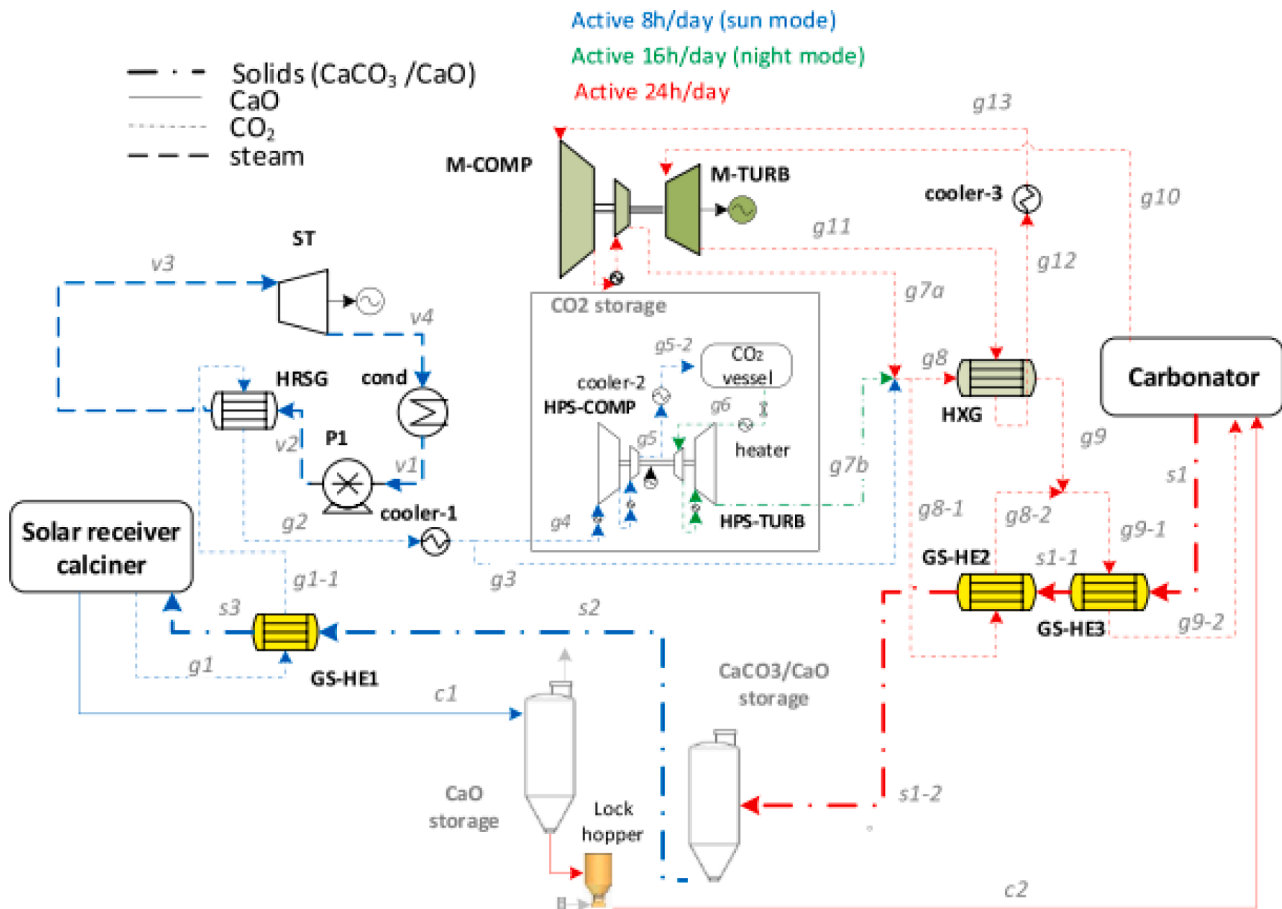 Active 8h/day (sun mode)
Active 16h/day (night mode)
Active 24h/day
Solids (CaCO3 /CaO)
CaO
CO2
steam
g13
M-COMP
M-TURB
cooler-3
g10
g11
ST
v3
g12
v4
CO2 storage
g7a
g5-2
CO2
vessel
g8
Carbonator
HRSG
cond
cooler-2
HPS-COMP
g6
HXG
v2
P1
v1
g5
heater
g9
g7b
s1
cooler-1
HPS-TURB
g2
g4
g8-1
g8-2
g9-1
Solar receiver
calciner
g1-1
g3
GS-HE2
s1-1
s3
s2
GS-HE3
g9-2
g1
GS-HE1
CaCO3/CaO
storage
c1
CaO
storage
Lock
hopper
s1-2
c2